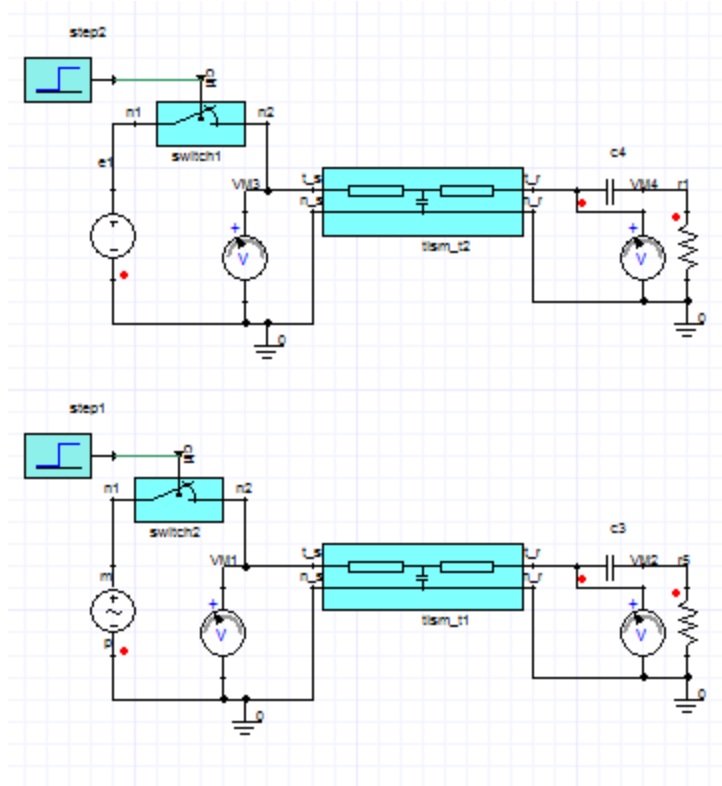 step2
n1
n2
switch1
e1
c4
VM3
t_s
t_r
VM4
r1
n_s
n_r
+
V
tlsm_t2
+
V
0
0
step1
n1
n2
switch2
c3
VM1
t_s
t_r
VM2
r5
m
n_s
n_r
+
V
tlsm_t1
+
V
p
0
0